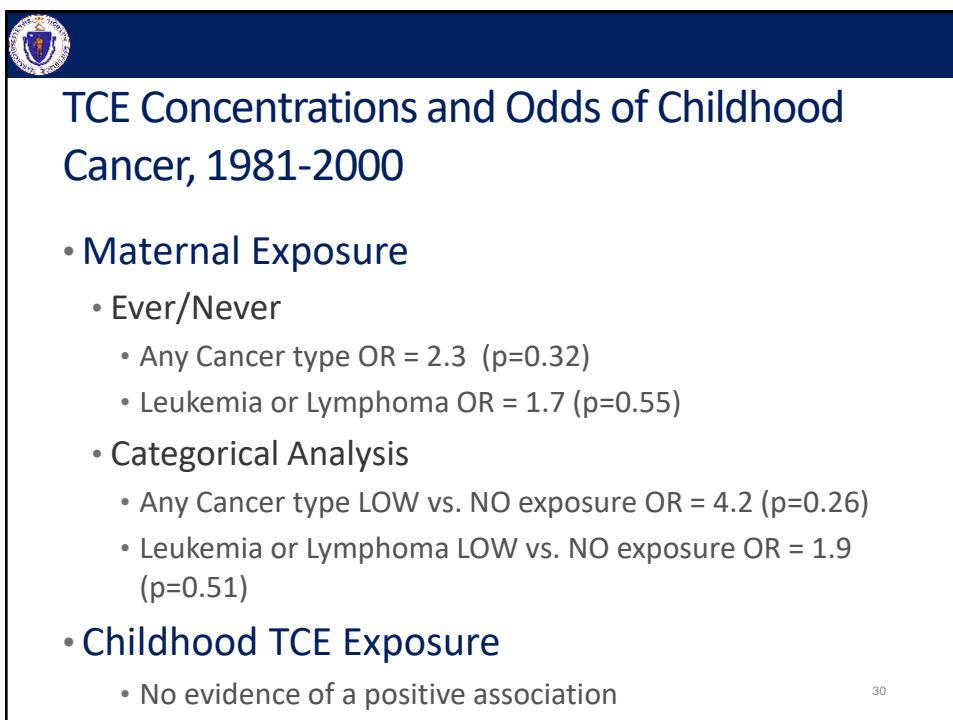 TCE Concentrations and Odds of Childhood
Cancer, 1981-2000
• Maternal Exposure
• Ever/Never
• Any Cancer type OR = 2.3 (p=0.32)
• Leukemia or Lymphoma OR = 1.7 (p=0.55)
• Categorical Analysis
• Any Cancer type LOW vs. NO exposure OR = 4.2 (p=0.26)
• Leukemia or Lymphoma LOW vs. NO exposure OR = 1.9
(p=0.51)
• Childhood TCE Exposure
• No evidence of a positive association
30